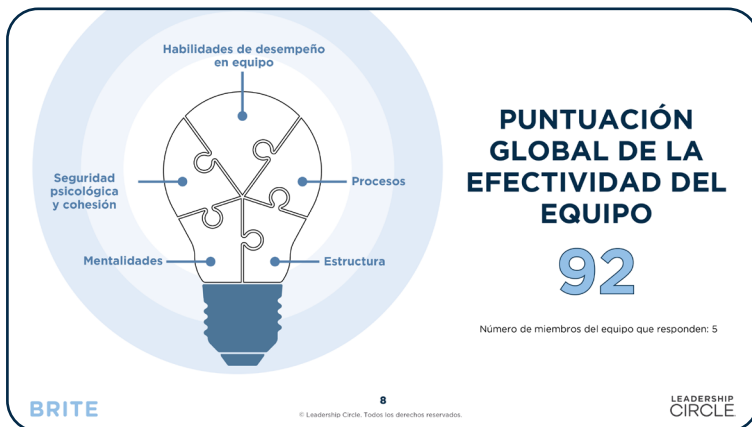 Habilidades de desempeño
en equipo
Seguridad
psicológica
y cohesión
Procesos
Mentalidades
Estructura
PUNTUACIÓN
GLOBAL DE LA
EFECTIVIDAD DEL
EQUIPO
92
Número de miembros del equipo que responden: 5
BRITE
8
© Leadership Circle. Todos los derechos reservados.
LEADERSHIP
CIRCLE